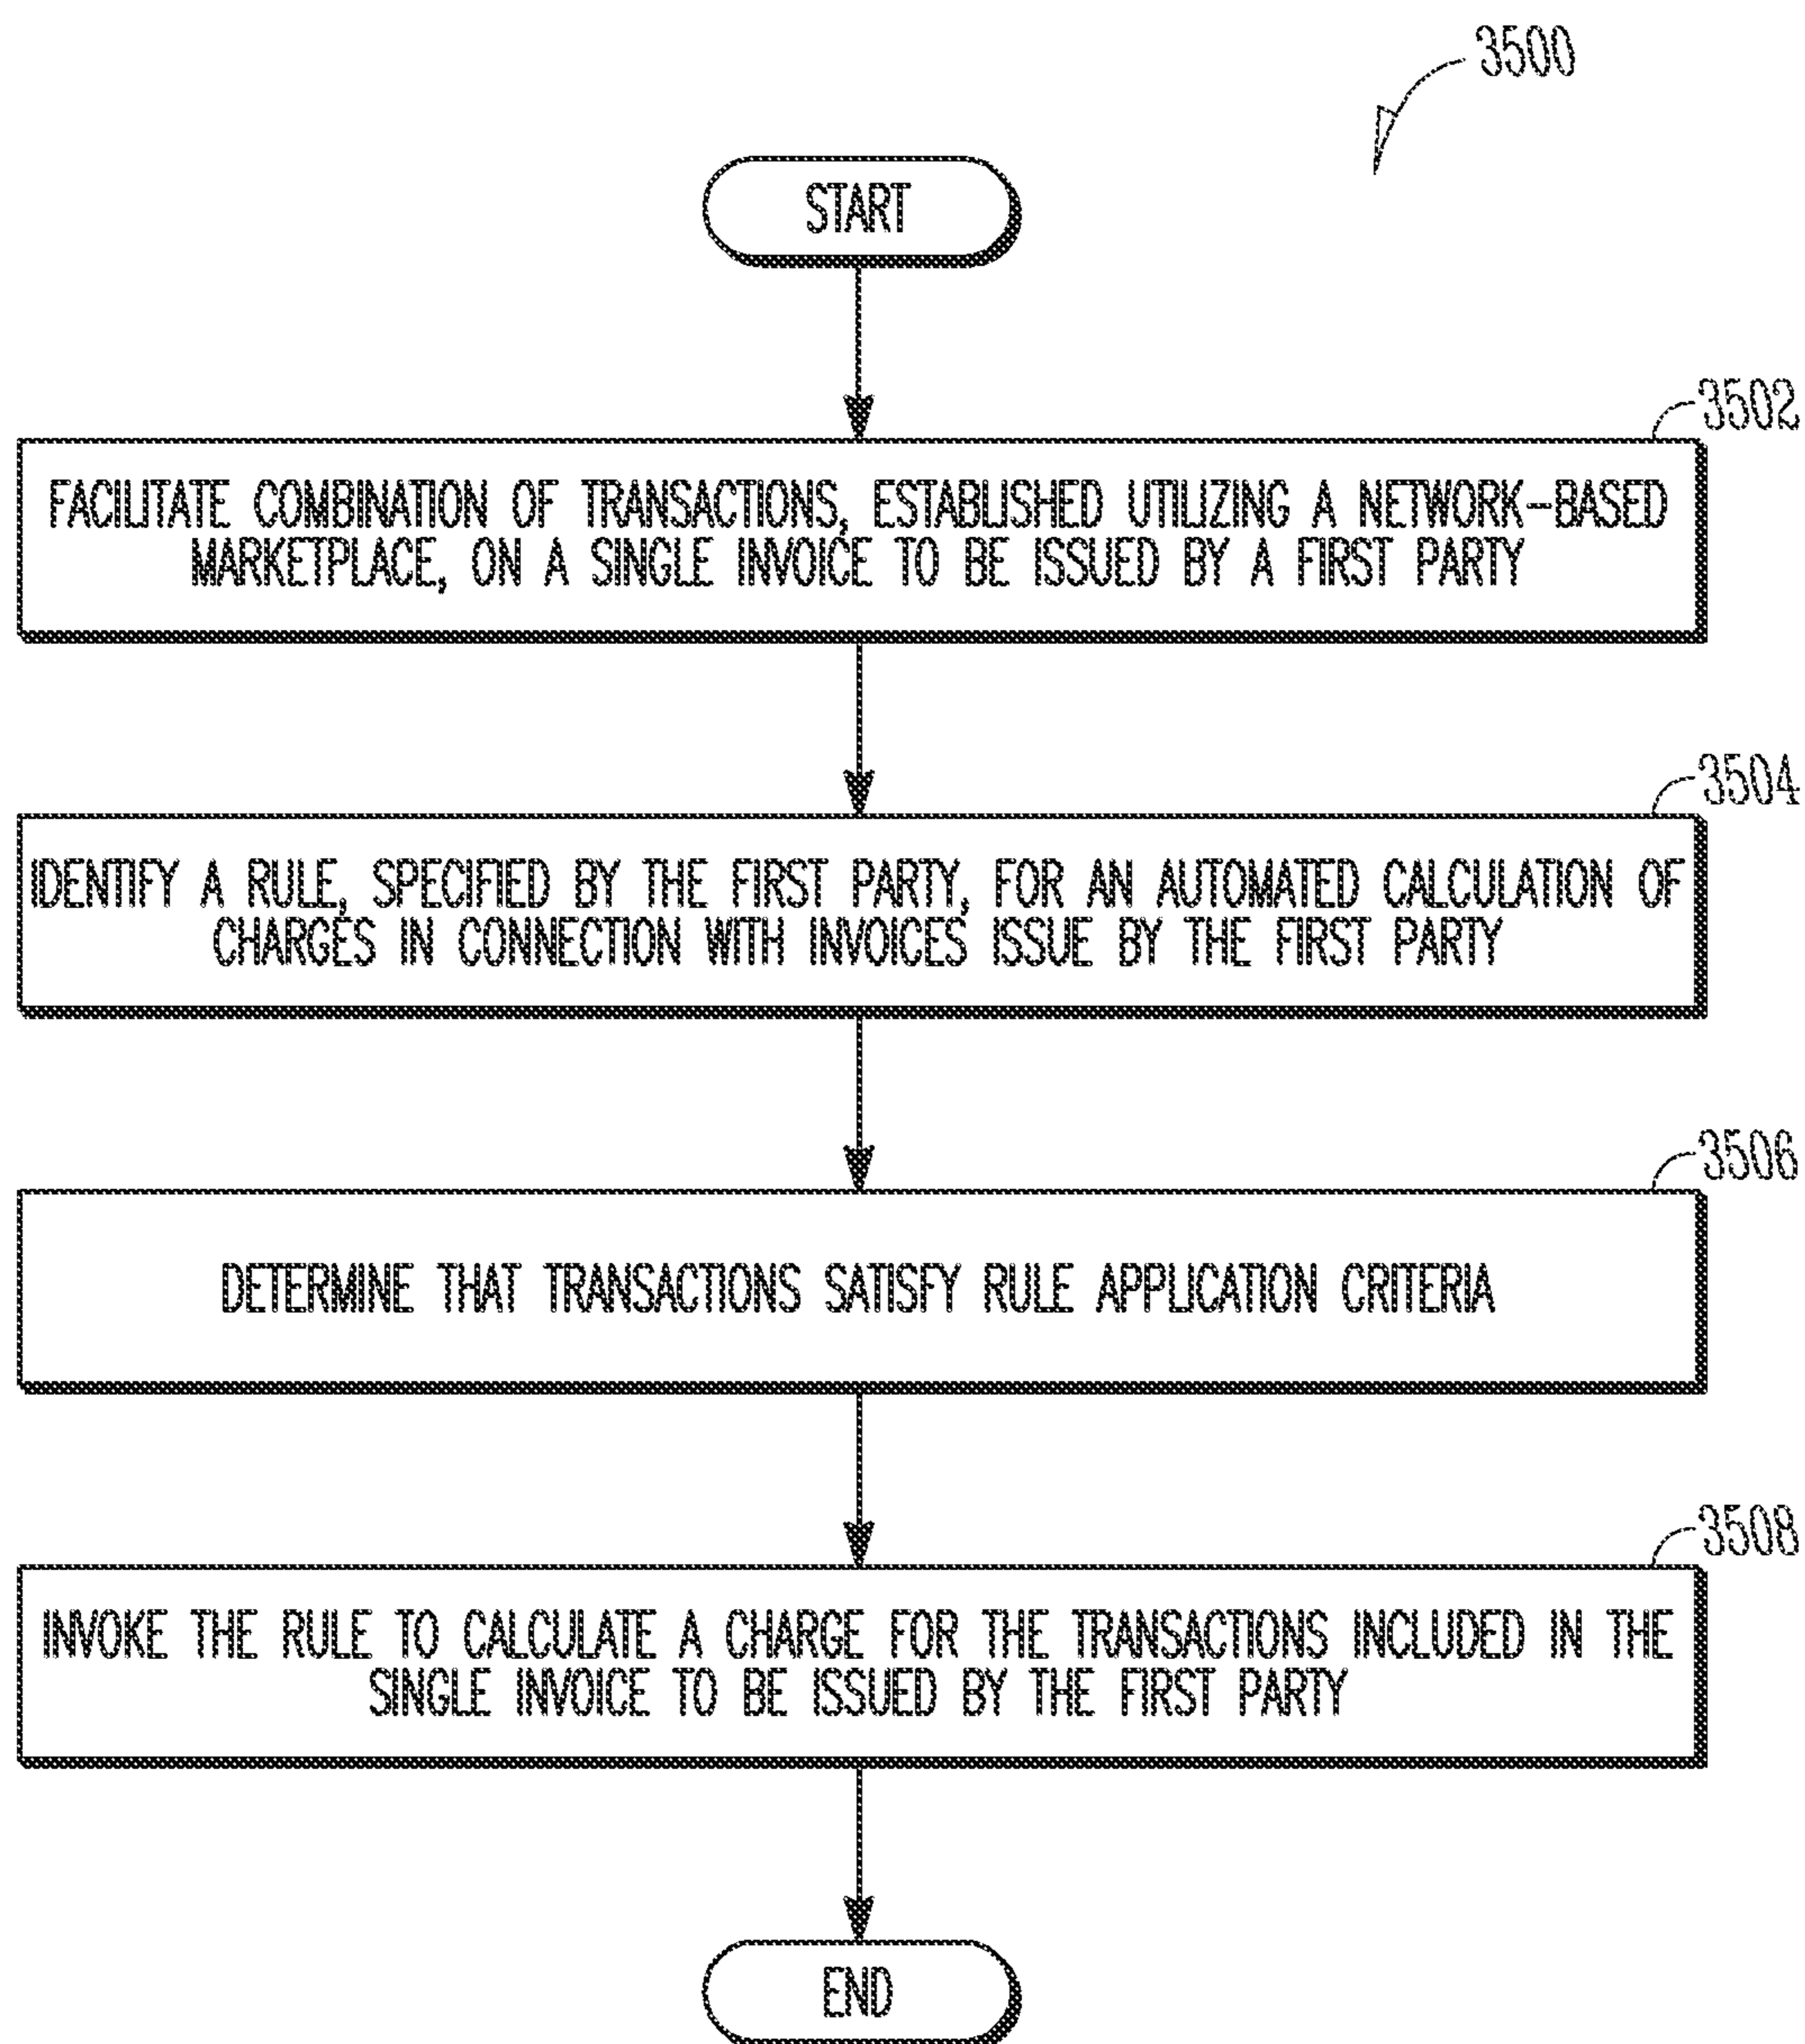 3500
START
3502
FACILITATE COMBINATION OF TRANSACTIONS, ESTABLISHED UTILIZING A NETWORK-BASED
MARKETPLACE, ON A SINGLE INVOICE TO BE ISSUED BY A FIRST PARTY
3504
IDENTIFY A RULE, SPECIFIED BY THE FIRST PARTY, FOR AN AUTOMATED CALCULATION OF
CHARGES IN CONNECTION WITH INVOICES ISSUE BY THE FIRST PARTY
3506
DETERMINE THAT TRANSACTIONS SATISFY RULE APPLICATION CRITERIA
3508
INVOKE THE RULE TO CALCULATE A CHARGE FOR THE TRANSACTIONS INCLUDED IN THE
SINGLE INVOICE TO BE ISSUED BY THE FIRST PARTY
END